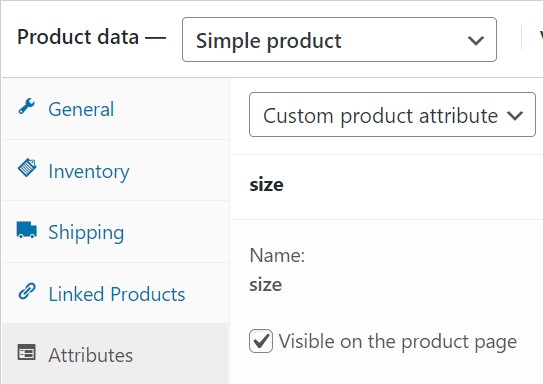 Product data — Simple product
General
Inventory
Shipping
Linked Products
Attributes
Custom product attribute
size
Name:
size
Visible on the product page